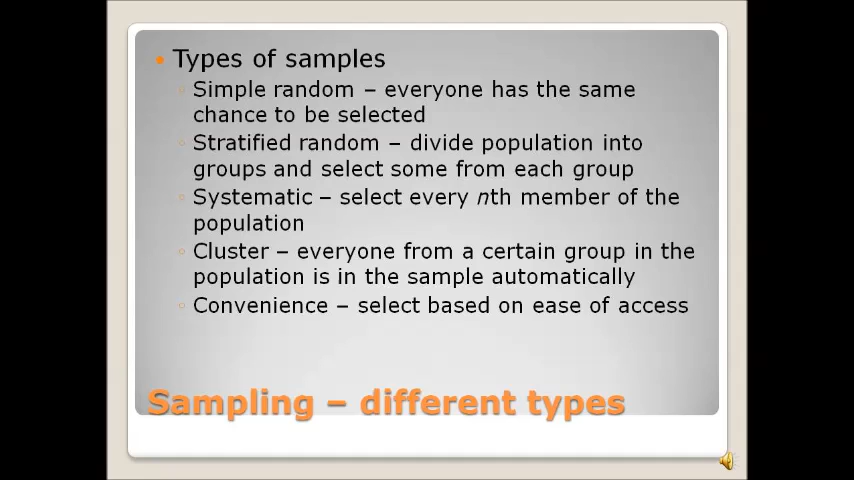 Types of samples
Simple random – everyone has the same
chance to be selected
Stratified random – divide population into
groups and select some from each group
Systematic – select every nth member of the
population
Cluster – everyone from a certain group in the
population is in the sample automatically
Convenience – select based on ease of access
Sampling – different types